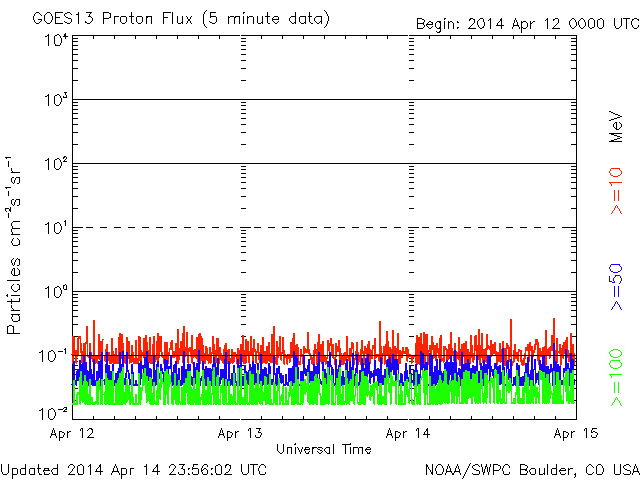 GOES13 Proton Flux (5 minute data)
Begin: 2014 Apr 12 0000 UTC
Particles cm⁻²s⁻¹sr⁻¹
10⁴
10³
10²
10¹
10⁰
10⁻¹
10⁻²
MeV
>=10
>=50
>=100
Apr 12
Apr 13
Apr 14
Apr 15
Universal Time
Updated 2014 Apr 14 23:56:02 UTC
NOAA/SWPC Boulder, CO USA